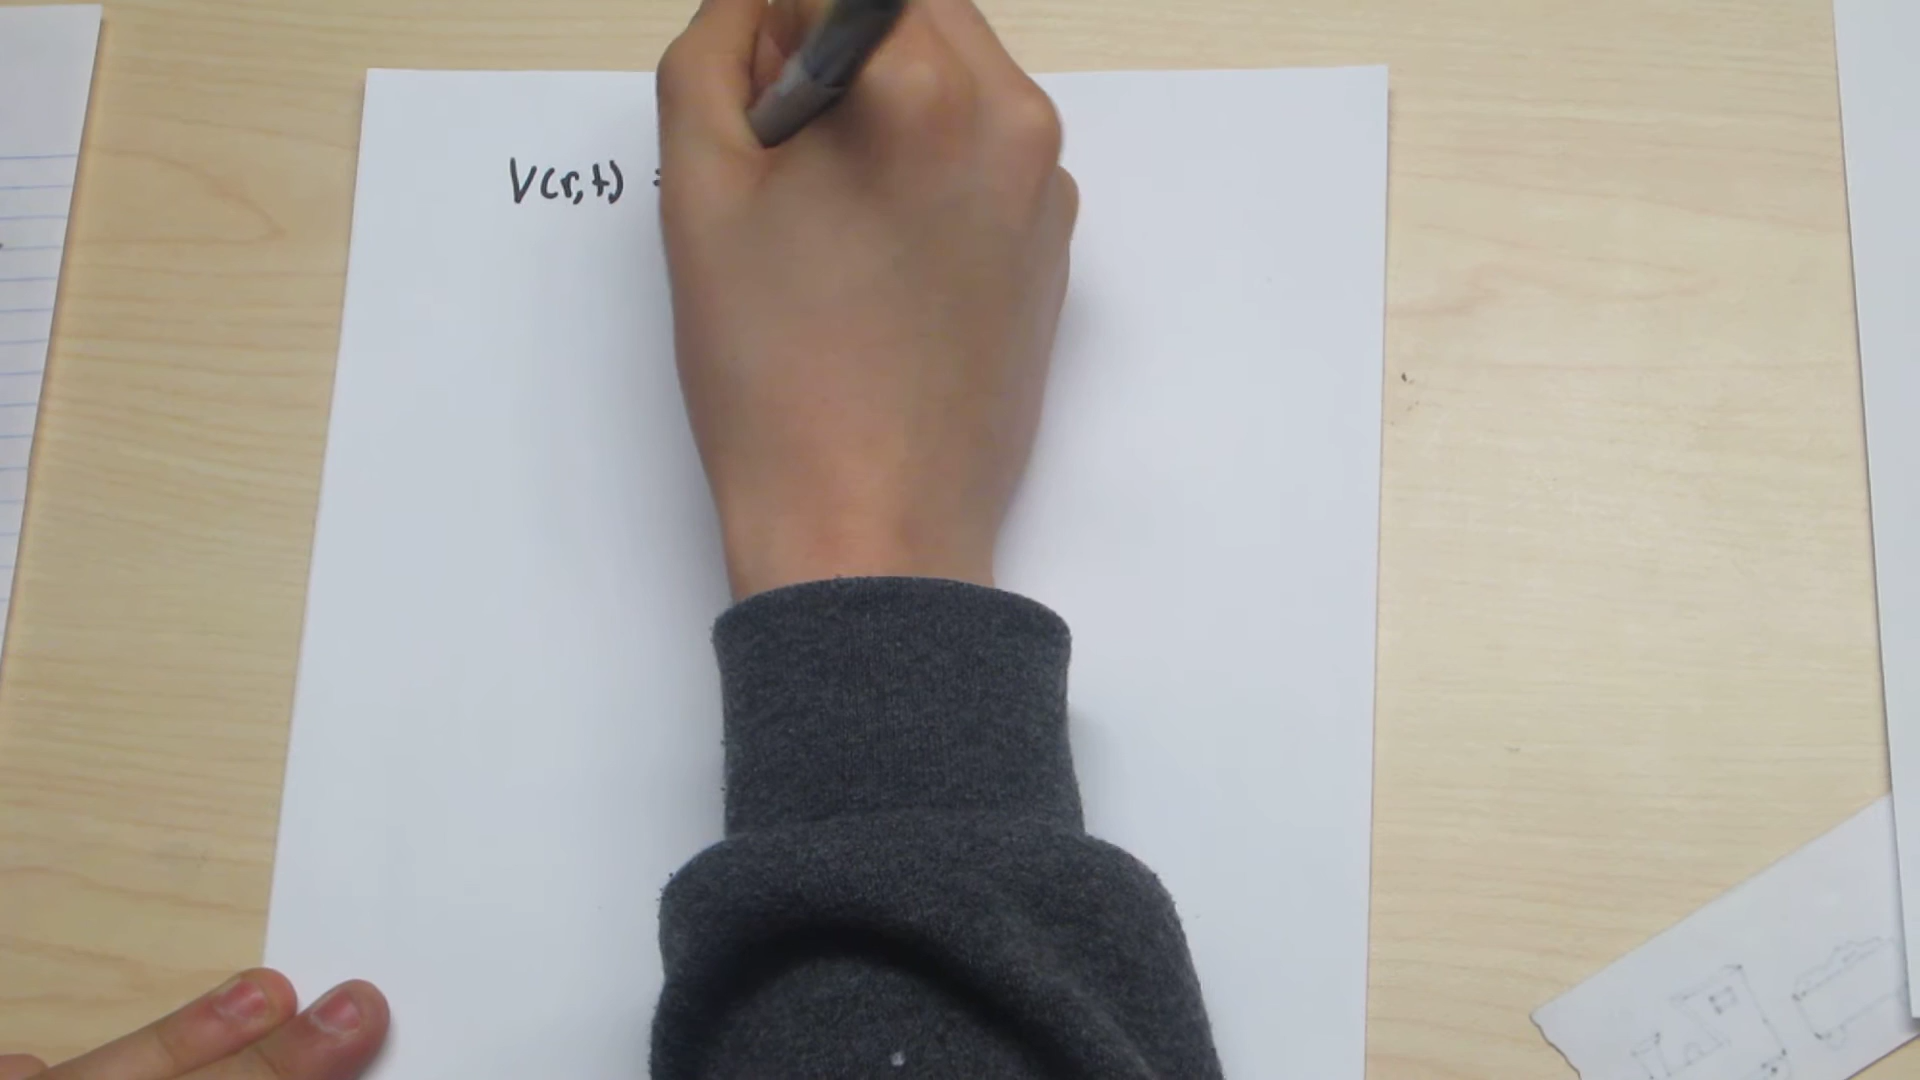 V(r,t) =